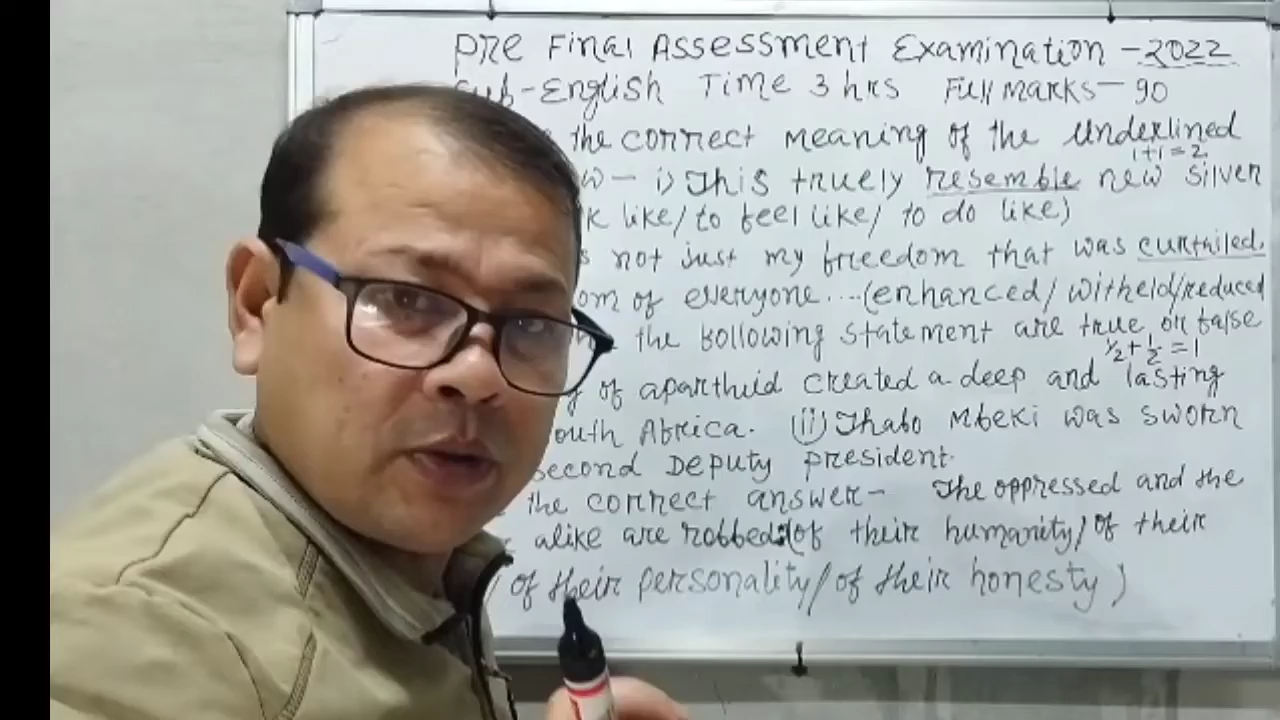 Pre Final Assessment Examination - 2022
Sub-English Time 3 hrs Full marks - 90
the correct meaning of the underlined
1+1=2
i) This truely resemble new silver
like/ to feel like/ to do like)
not just my freedom that was curtailed.
of everyone....(enhanced/ witheld/reduced
the following statement are true or false
½+½=1
of apartheid created a deep and lasting
Africa. (ii) Thabo Mbeki was sworn
second Deputy president.
the correct answer- The oppressed and the
alike are robbed (of their humanity/ of their
of their personality/ of their honesty)